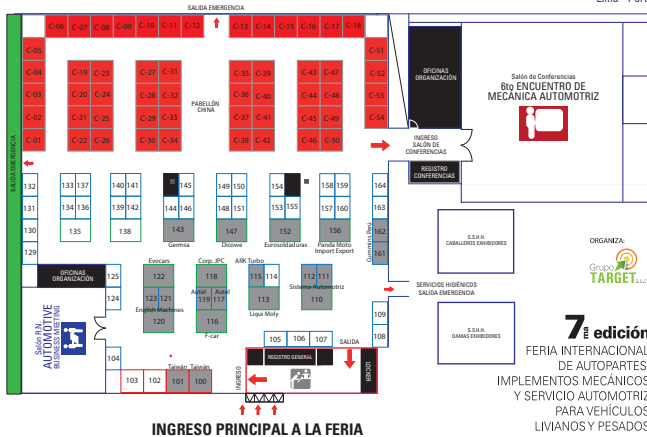 Lima - Perú
SALIDA EMERGENCIA
C-06 C-07 C-08 C-09 C-10 C-11 C-12 C-13 C-14 C-15 C-16 C-17 C-18
C-05 C-51
C-04 C-18 C-23 C-27 C-31 C-35 C-39 C-43 C-47 C-52
C-03 C-20 C-24 C-28 C-32 C-36 C-40 C-44 C-48 C-53
C-02 C-21 C-25 C-29 C-33 C-37 C-41 C-45 C-49 C-54
C-01 C-22 C-26 C-30 C-34 C-38 C-42 C-46 C-50
PABELLÓN
CHINA
SALIDA EMERGENCIA
OFICINAS
ORGANIZACIÓN
Salón de Conferencias
6to ENCUENTRO DE
MECÁNICA AUTOMOTRIZ
INGRESO
SALÓN DE
CONFERENCIAS
REGISTRO
CONFERENCIAS
132 133 137 140 141 144 145 149 150 154 158 159 164
131 134 136 139 142 146 148 151 153 155 157 160 163
130 135 138 143 147 152 156 162
129 161
Germsa Dicowe Eurosoldaduras Panda Moto
Import Export
Cummins Perú
S.S.H.H.
CABALLEROS EXHIBIDORES
ORGANIZA:
Grupo
TARGET S.A.C.
Evocars Corp. JPC ARK Turbo
OFICINAS
ORGANIZACIÓN
125 122 118 115 114 112 111
Sistema Automotriz
124 123 121 Autel Autel
119 117 113 110
English Machines Liqui Moly
120 116
F-car
SERVICIOS HIGIÉNICOS
SALIDA EMERGENCIA
Salón R.N.
AUTOMOTIVE
BUSINESS MEETING
109
108
105 106 107 SALIDA
104
S.S.H.H.
DAMAS EXHIBIDORES
REGISTRO GENERAL
LOCKER
Taiwán Taiwán
103 102 101 100
INGRESO
INGRESO PRINCIPAL A LA FERIA
7ma edición
FERIA INTERNACIONAL
DE AUTOPARTES,
IMPLEMENTOS MECÁNICOS
Y SERVICIO AUTOMOTRIZ
PARA VEHÍCULOS
LIVIANOS Y PESADOS